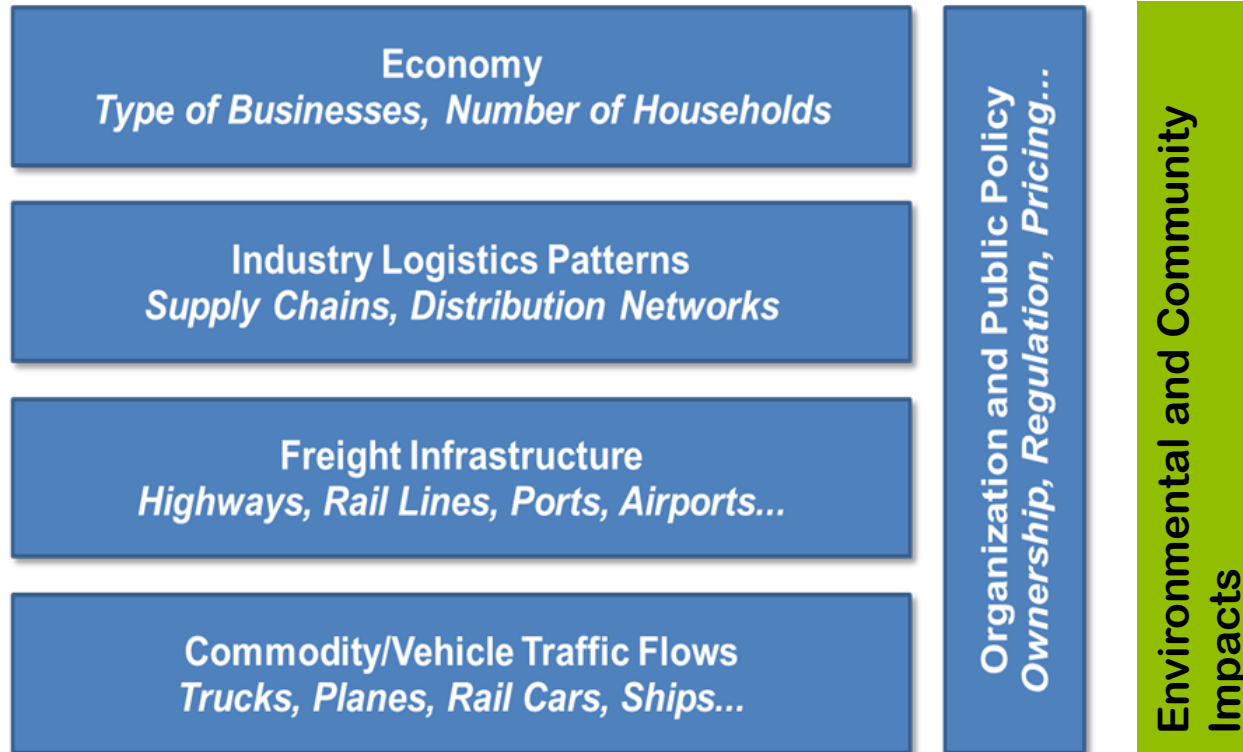 Economy
Type of Businesses, Number of Households
Industry Logistics Patterns
Supply Chains, Distribution Networks
Freight Infrastructure
Highways, Rail Lines, Ports, Airports...
Commodity/Vehicle Traffic Flows
Trucks, Planes, Rail Cars, Ships...
Organization and Public Policy
Ownership, Regulation, Pricing...
Environmental and Community
Impacts